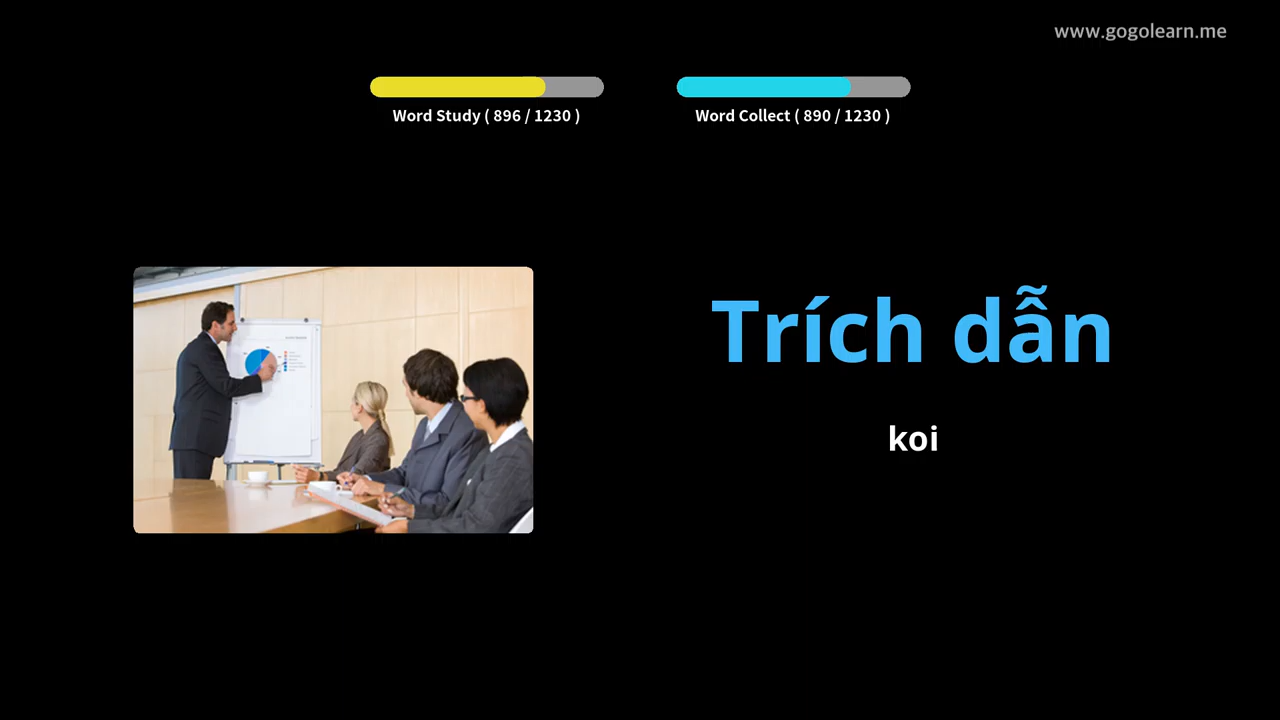 www.gogolearn.me
Word Study ( 896 / 1230 )
Word Collect ( 890 / 1230 )
Trích dẫn
koi